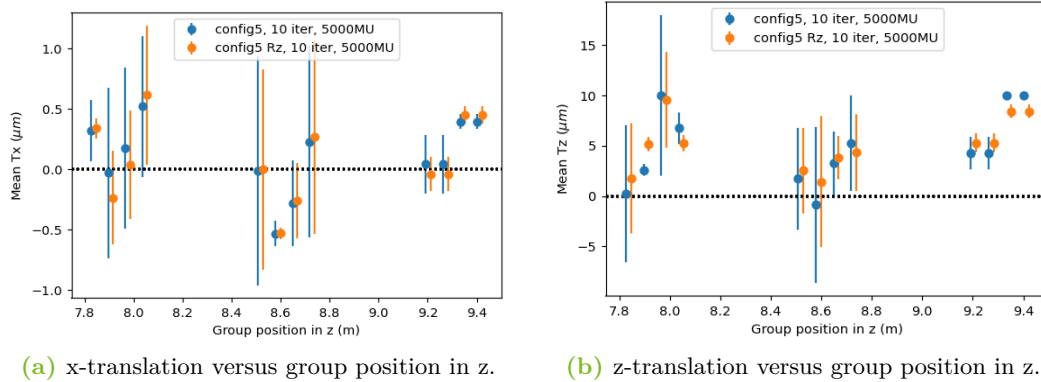 config5, 10 iter, 5000MU
config5 Rz, 10 iter, 5000MU
1.0
0.5
0.0
−0.5
−1.0
Mean Tx (μm)
7.8 8.0 8.2 8.4 8.6 8.8 9.0 9.2 9.4
Group position in z (m)
(a) x-translation versus group position in z.
config5, 10 iter, 5000MU
config5 Rz, 10 iter, 5000MU
15
10
5
0
−5
Mean Tz (μm)
7.8 8.0 8.2 8.4 8.6 8.8 9.0 9.2 9.4
Group position in z (m)
(b) z-translation versus group position in z.